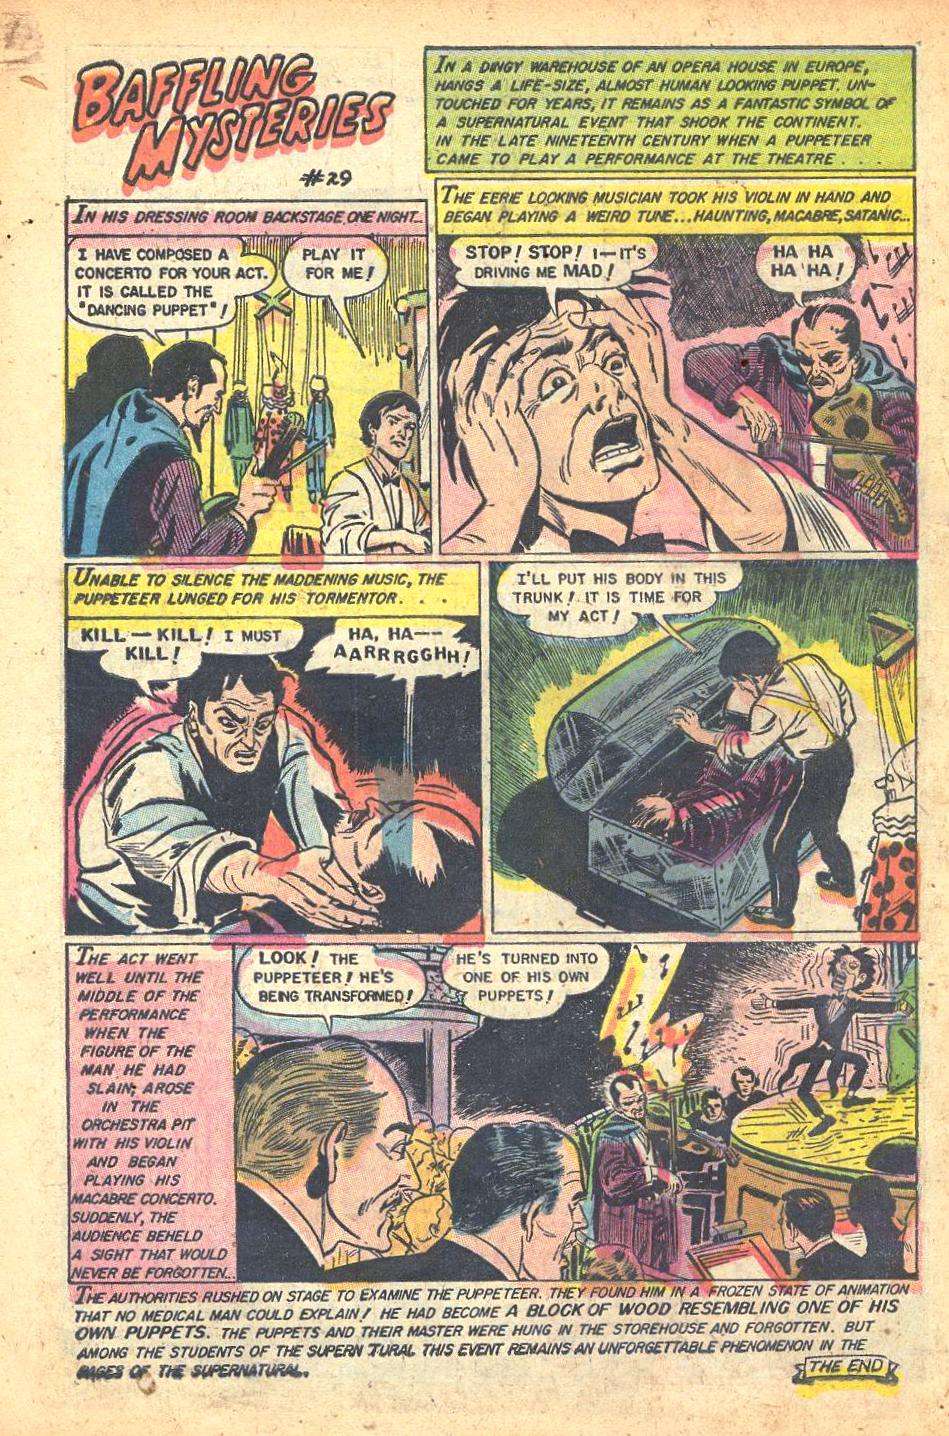 BAFFLING
MYSTERIES
#29
IN A DINGY WAREHOUSE OF AN OPERA HOUSE IN EUROPE,
HANGS A LIFE-SIZE, ALMOST HUMAN LOOKING PUPPET. UN-
TOUCHED FOR YEARS, IT REMAINS AS A FANTASTIC SYMBOL OF
A SUPERNATURAL EVENT THAT SHOOK THE CONTINENT.
IN THE LATE NINETEENTH CENTURY WHEN A PUPPETEER
CAME TO PLAY A PERFORMANCE AT THE THEATRE . . .
IN HIS DRESSING ROOM BACKSTAGE, ONE NIGHT...
I HAVE COMPOSED A
CONCERTO FOR YOUR ACT.
IT IS CALLED THE
"DANCING PUPPET"!
PLAY IT
FOR ME!
THE EERIE LOOKING MUSICIAN TOOK HIS VIOLIN IN HAND AND
BEGAN PLAYING A WEIRD TUNE...HAUNTING, MACABRE, SATANIC...
STOP! STOP! I—IT'S
DRIVING ME MAD!
HA HA
HA HA!
UNABLE TO SILENCE THE MADDENING MUSIC, THE
PUPPETEER LUNGED FOR HIS TORMENTOR. . . .
KILL — KILL! I MUST
KILL!
HA, HA——
AARRRGGHH!
I'LL PUT HIS BODY IN THIS
TRUNK! IT IS TIME FOR
MY ACT!
THE ACT WENT
WELL UNTIL THE
MIDDLE OF THE
PERFORMANCE
WHEN THE
FIGURE OF THE
MAN HE HAD
SLAIN, AROSE
IN THE
ORCHESTRA PIT
WITH HIS VIOLIN
AND BEGAN
PLAYING HIS
MACABRE CONCERTO.
SUDDENLY, THE
AUDIENCE BEHELD
A SIGHT THAT WOULD
NEVER BE FORGOTTEN...
LOOK! THE
PUPPETEER! HE'S
BEING TRANSFORMED!
HE'S TURNED INTO
ONE OF HIS OWN
PUPPETS!
THE AUTHORITIES RUSHED ON STAGE TO EXAMINE THE PUPPETEER. THEY FOUND HIM IN A FROZEN STATE OF ANIMATION
THAT NO MEDICAL MAN COULD EXPLAIN! HE HAD BECOME A BLOCK OF WOOD RESEMBLING ONE OF HIS
OWN PUPPETS. THE PUPPETS AND THEIR MASTER WERE HUNG IN THE STOREHOUSE AND FORGOTTEN. BUT
AMONG THE STUDENTS OF THE SUPERN TURAL THIS EVENT REMAINS AN UNFORGETTABLE PHENOMENON IN THE
PAGES OF THE SUPERNATURAL.
THE END